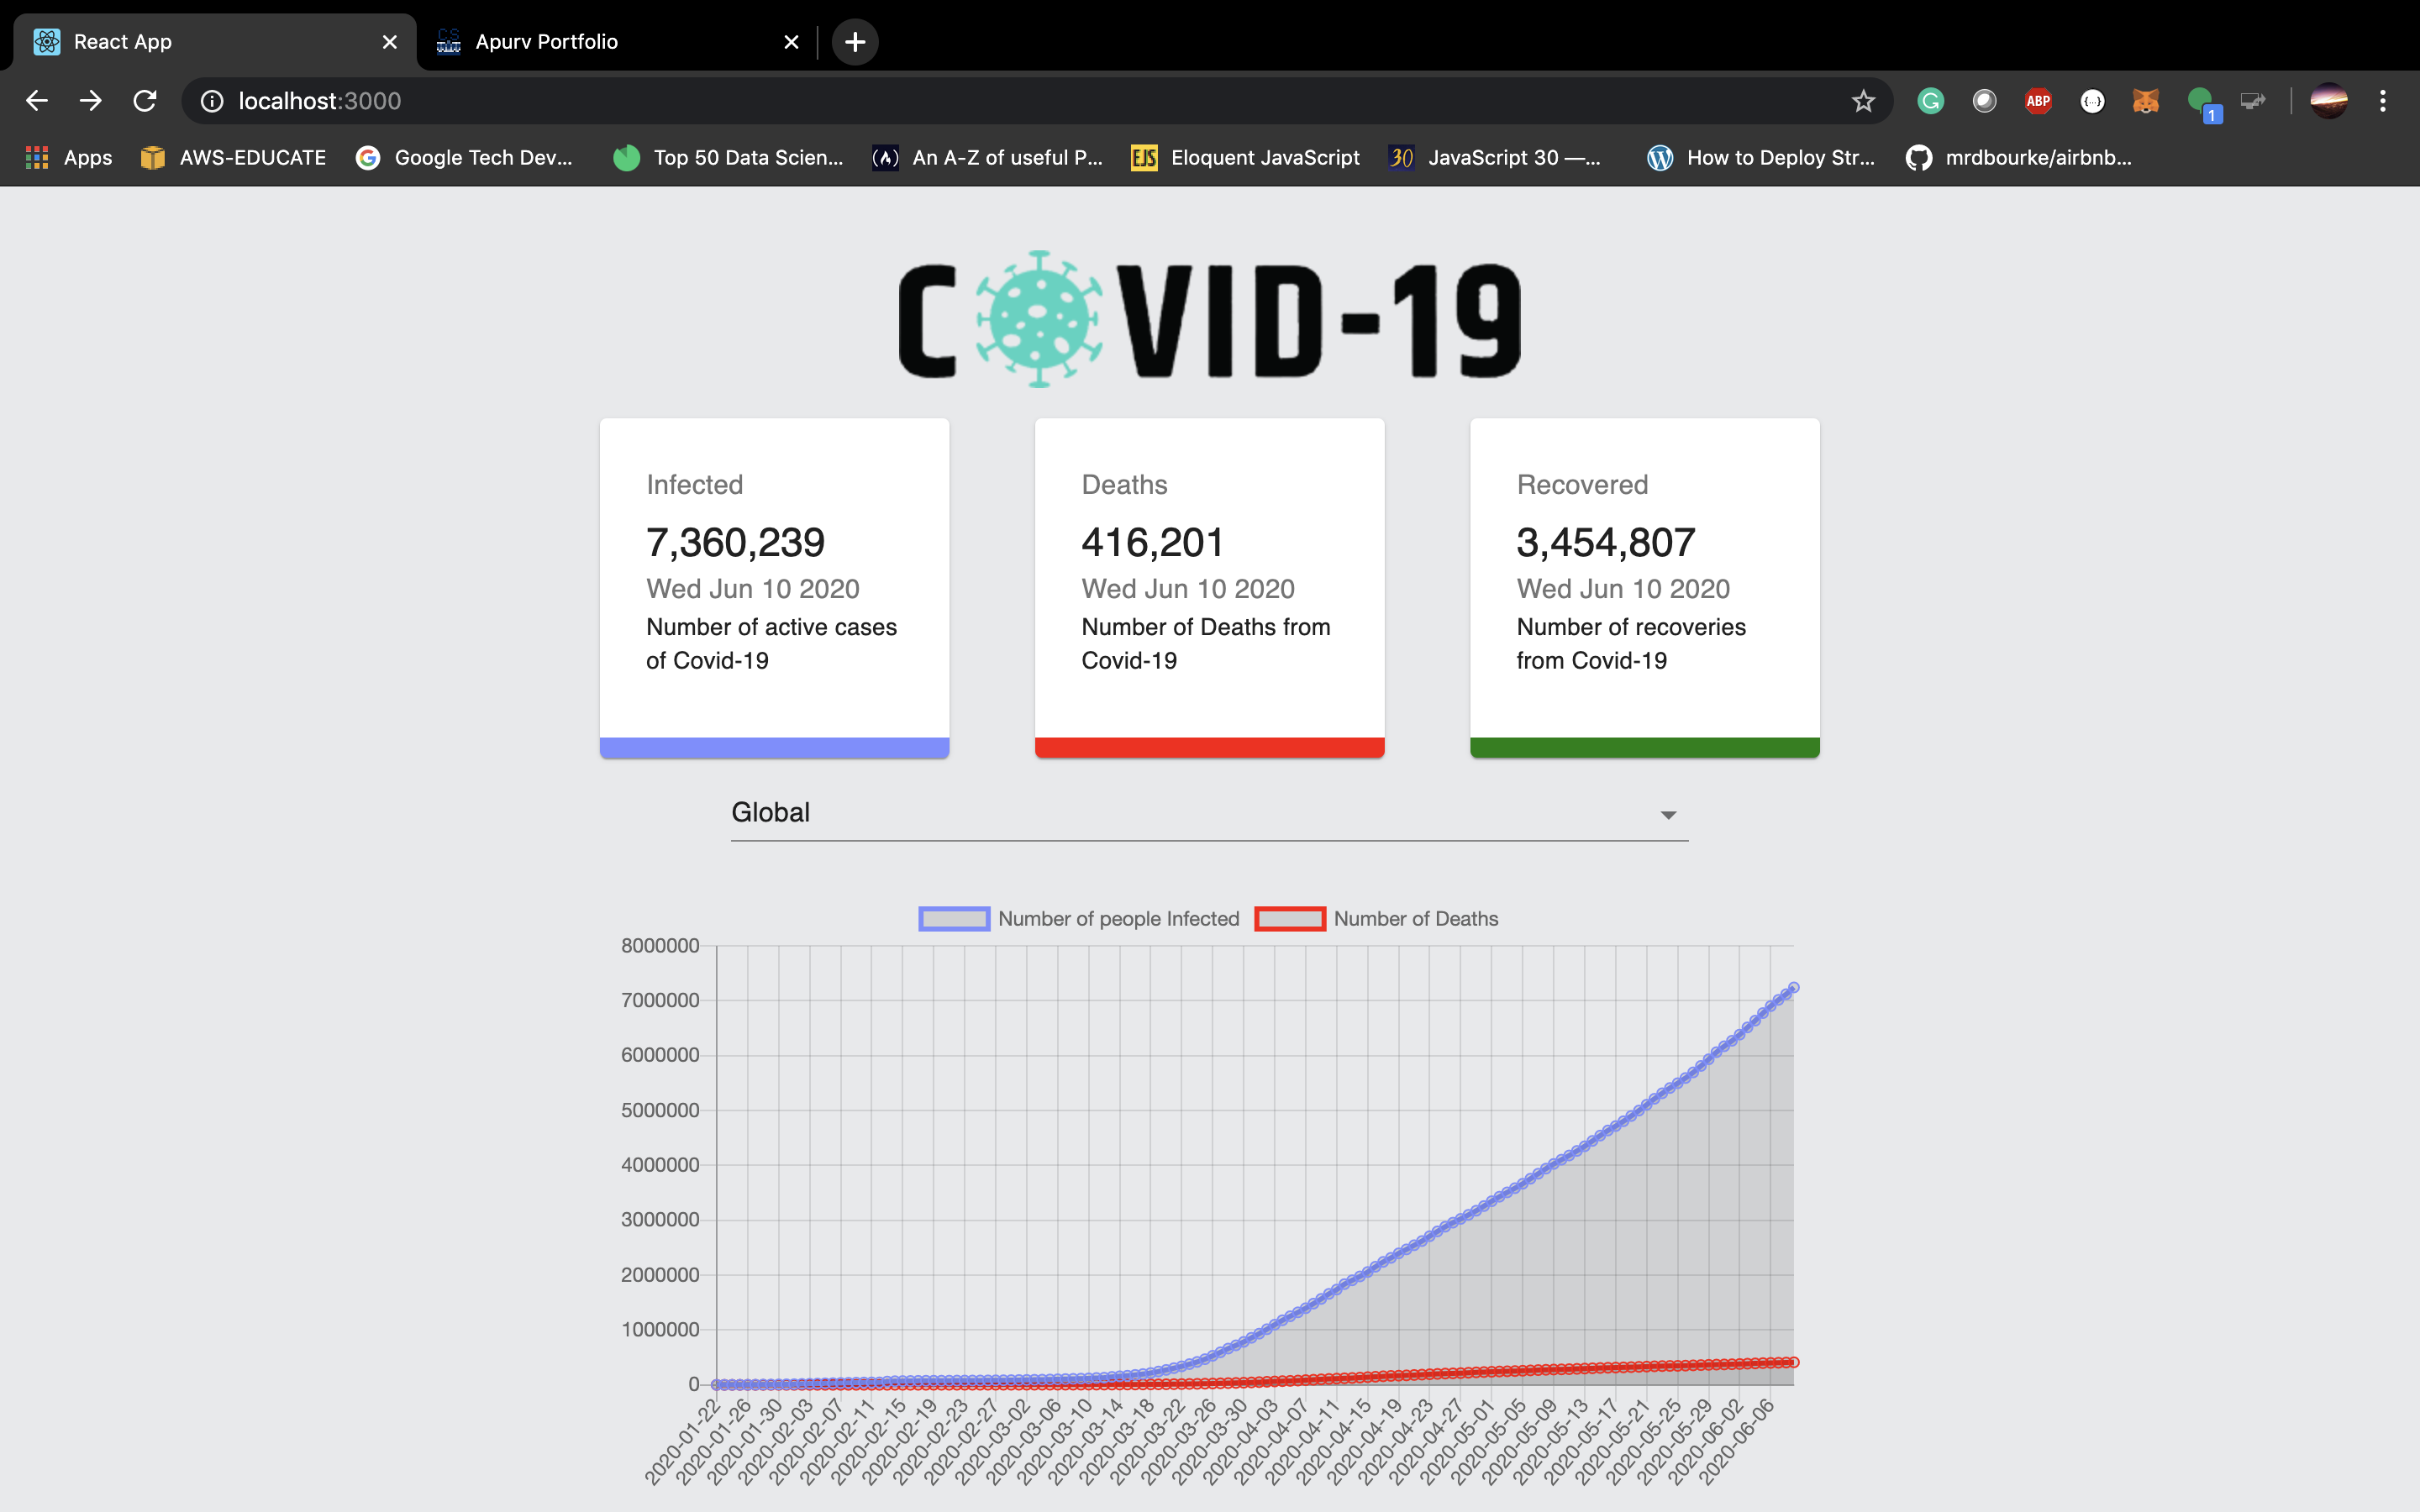 React App
Apurv Portfolio
localhost:3000
ABP
1
Apps
AWS-EDUCATE
Google Tech Dev...
Top 50 Data Scien...
An A-Z of useful P...
EJS
Eloquent JavaScript
30
JavaScript 30 —...
How to Deploy Str...
mrdbourke/airbnb...
COVID-19
Infected
7,360,239
Wed Jun 10 2020
Number of active cases
of Covid-19
Deaths
416,201
Wed Jun 10 2020
Number of Deaths from
Covid-19
Recovered
3,454,807
Wed Jun 10 2020
Number of recoveries
from Covid-19
Global
Number of people Infected
Number of Deaths
8000000
7000000
6000000
5000000
4000000
3000000
2000000
1000000
0
2020-01-22
2020-01-26
2020-01-30
2020-02-03
2020-02-07
2020-02-11
2020-02-15
2020-02-19
2020-02-23
2020-02-27
2020-03-02
2020-03-06
2020-03-10
2020-03-14
2020-03-18
2020-03-22
2020-03-26
2020-03-30
2020-04-03
2020-04-07
2020-04-11
2020-04-15
2020-04-19
2020-04-23
2020-04-27
2020-05-01
2020-05-05
2020-05-09
2020-05-13
2020-05-17
2020-05-21
2020-05-25
2020-05-29
2020-06-02
2020-06-06